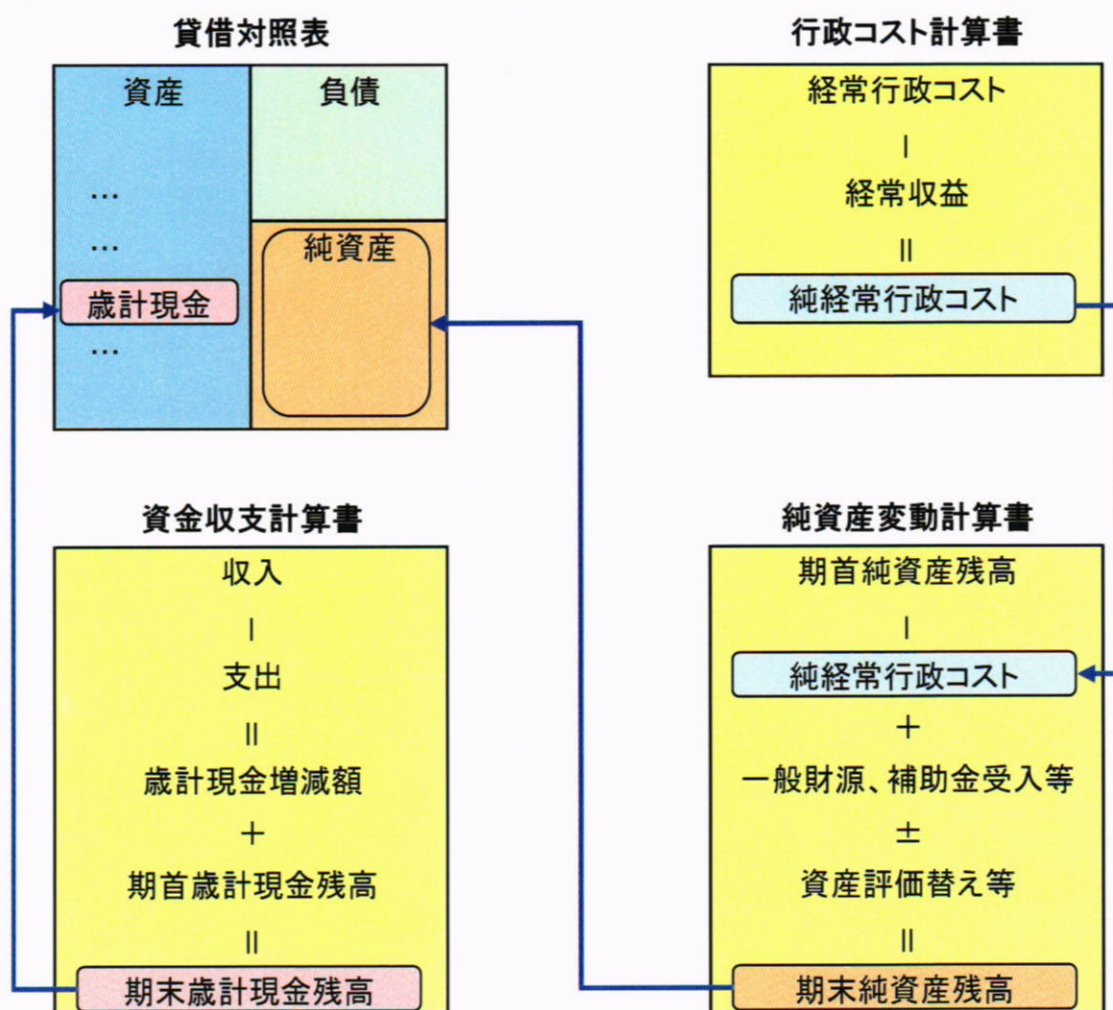 貸借対照表
資産
負債
…
…
純資産
歳計現金
…
行政コスト計算書
経常行政コスト
－
経常収益
＝
純経常行政コスト
資金収支計算書
収入
－
支出
＝
歳計現金増減額
＋
期首歳計現金残高
＝
期末歳計現金残高
純資産変動計算書
期首純資産残高
－
純経常行政コスト
＋
一般財源、補助金受入等
±
資産評価替え等
＝
期末純資産残高